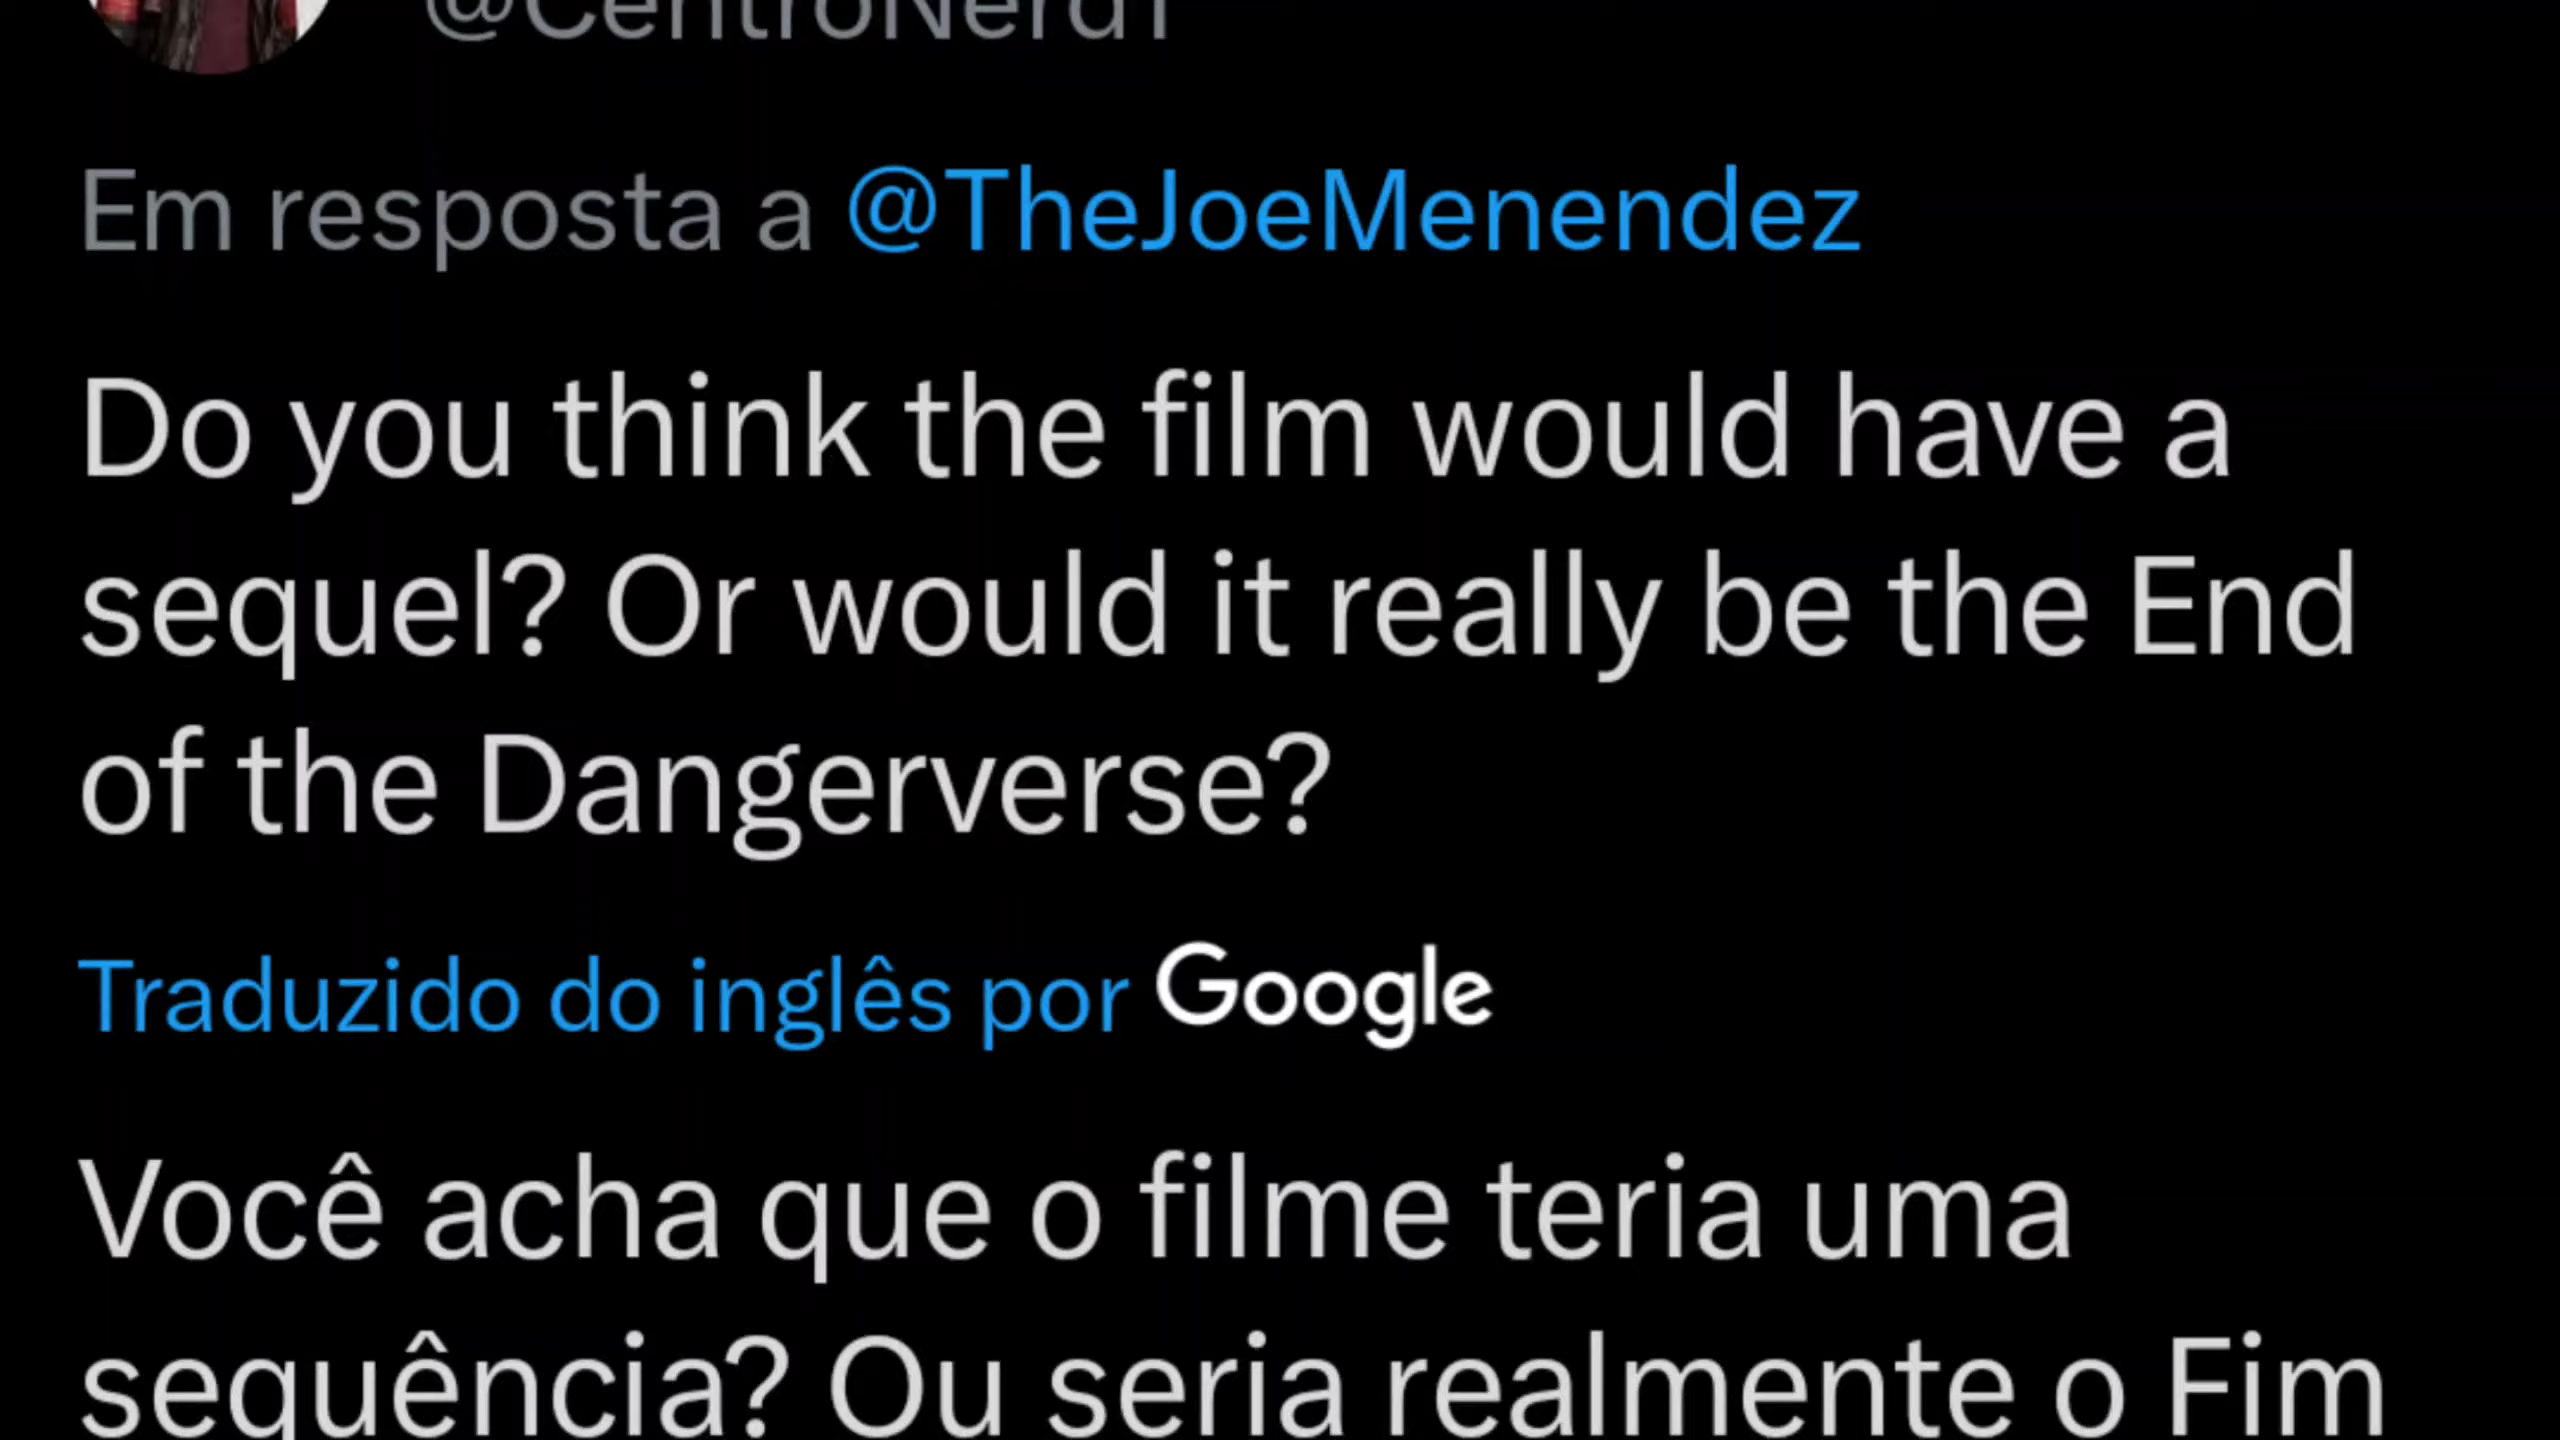 @CentroNerd1
Em resposta a @TheJoeMenendez
Do you think the film would have a
sequel? Or would it really be the End
of the Dangerverse?
Traduzido do inglês por Google
Você acha que o filme teria uma
sequência? Ou seria realmente o Fim